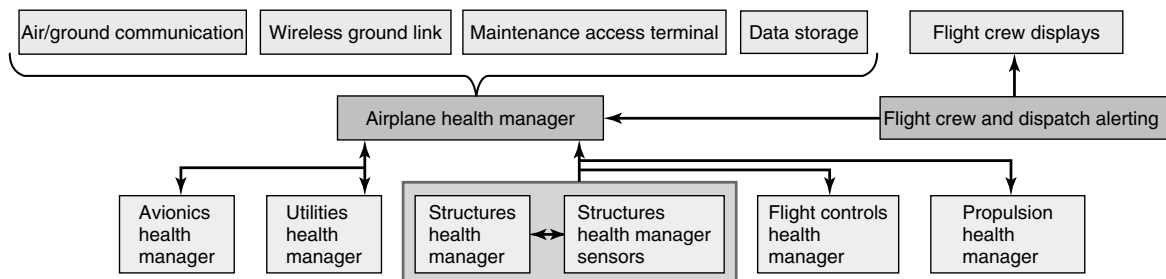 Air/ground communication
Wireless ground link
Maintenance access terminal
Data storage
Flight crew displays
Airplane health manager
Flight crew and dispatch alerting
Avionics
health
manager
Utilities
health
manager
Structures
health
manager
Structures
health manager
sensors
Flight controls
health
manager
Propulsion
health
manager